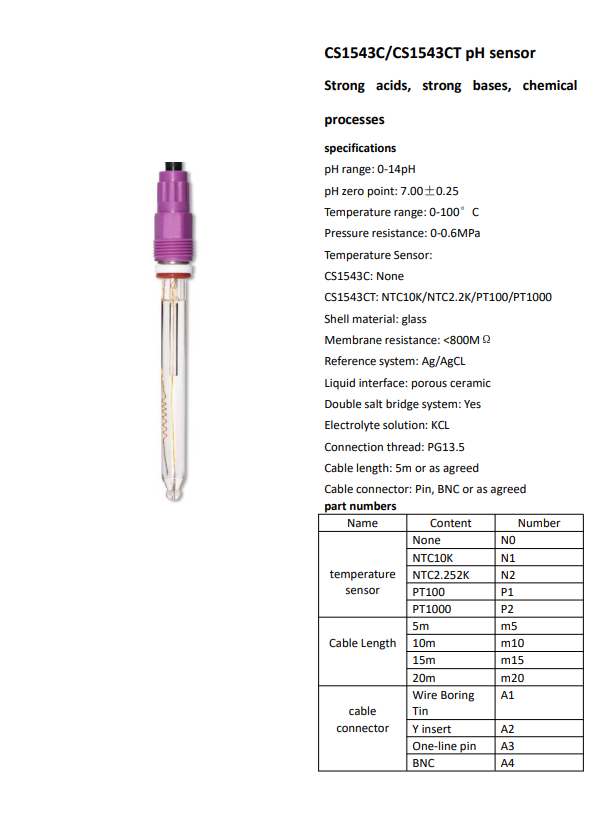 CS1543C/CS1543CT pH sensor
Strong acids, strong bases, chemical
processes
specifications
pH range: 0-14pH
pH zero point: 7.00±0.25
Temperature range: 0-100°C
Pressure resistance: 0-0.6MPa
Temperature Sensor:
CS1543C: None
CS1543CT: NTC10K/NTC2.2K/PT100/PT1000
Shell material: glass
Membrane resistance: <800MΩ
Reference system: Ag/AgCL
Liquid interface: porous ceramic
Double salt bridge system: Yes
Electrolyte solution: KCL
Connection thread: PG13.5
Cable length: 5m or as agreed
Cable connector: Pin, BNC or as agreed
part numbers
Name Content Number
temperature sensor None N0
NTC10K N1
NTC2.252K N2
PT100 P1
PT1000 P2
Cable Length 5m m5
10m m10
15m m15
20m m20
cable connector Wire Boring Tin A1
Y insert A2
One-line pin A3
BNC A4